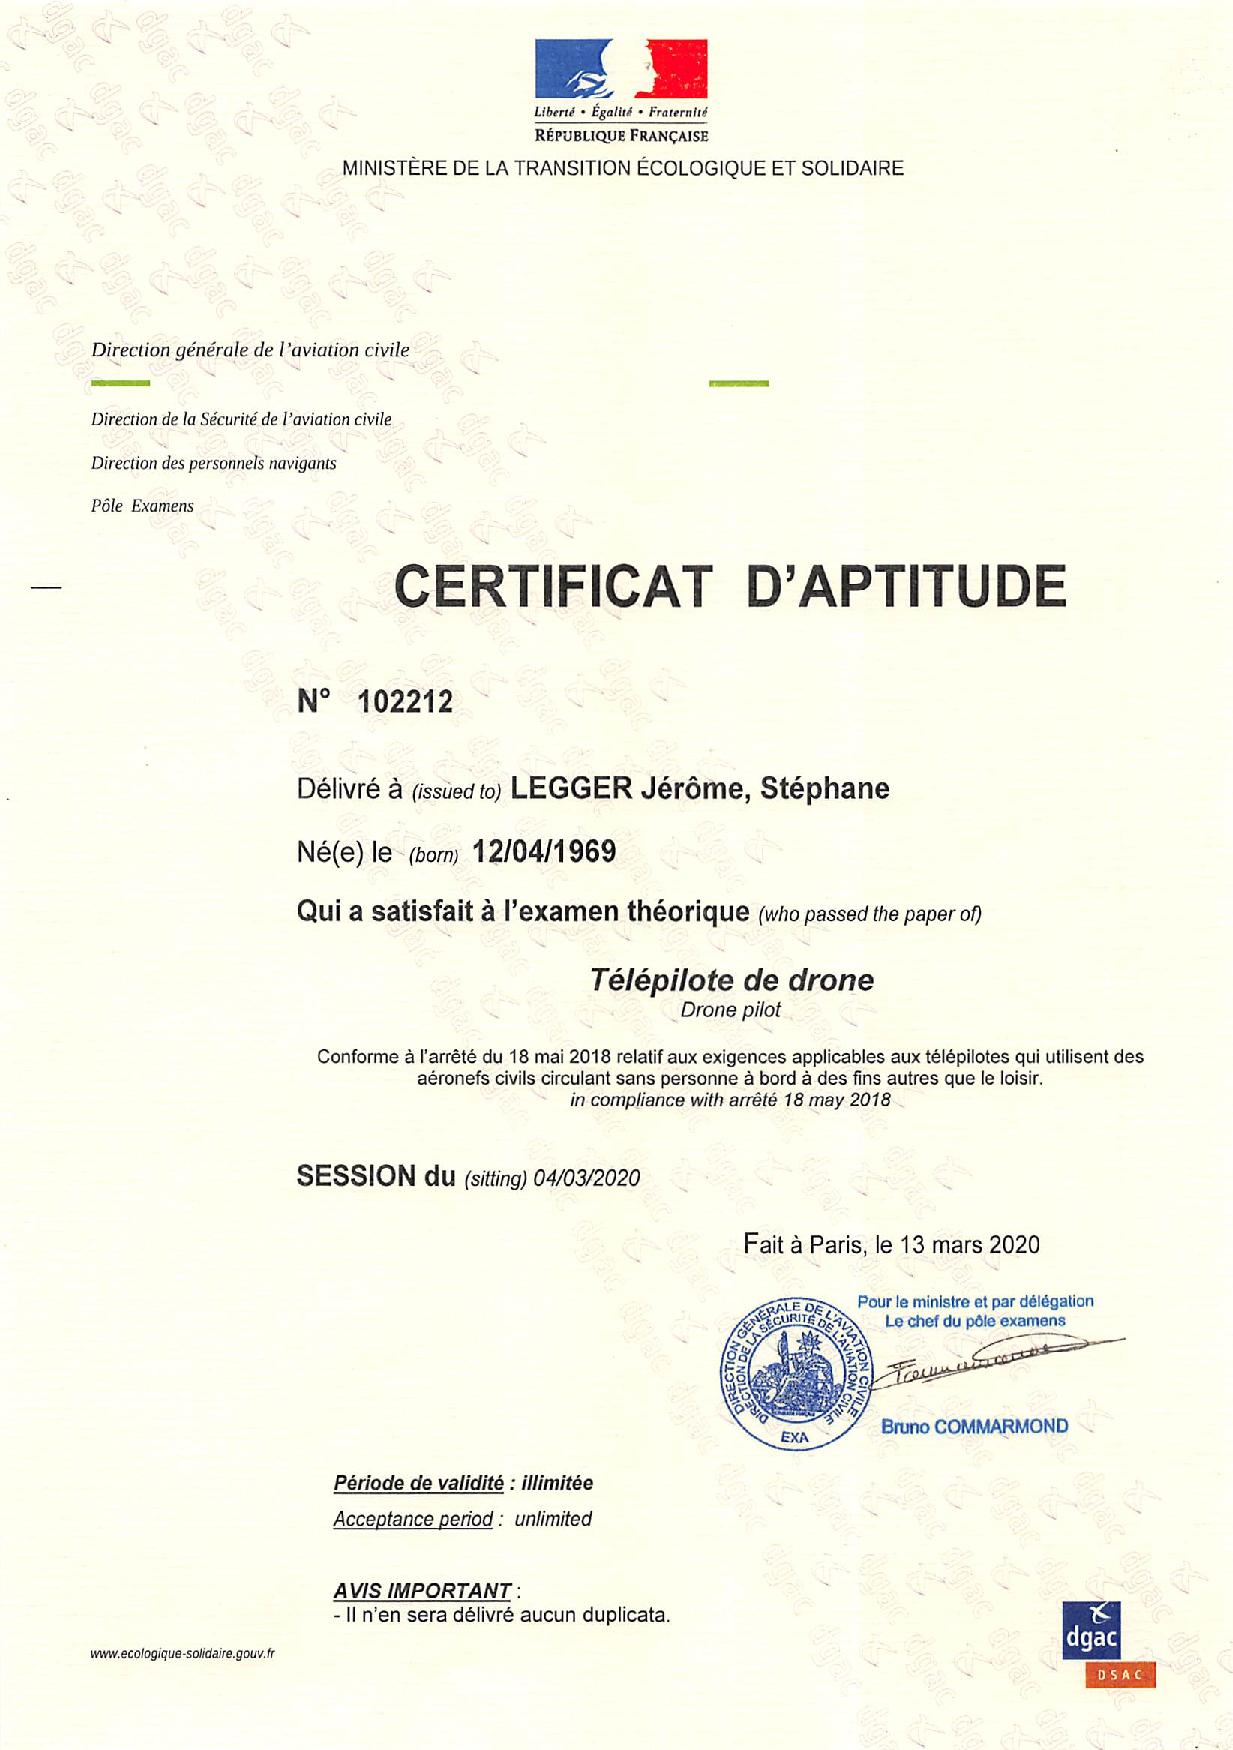 Liberté • Égalité • Fraternité
RÉPUBLIQUE FRANÇAISE
MINISTÈRE DE LA TRANSITION ÉCOLOGIQUE ET SOLIDAIRE
Direction générale de l'aviation civile
Direction de la Sécurité de l'aviation civile
Direction des personnels navigants
Pôle Examens
CERTIFICAT D'APTITUDE
N° 102212
Délivré à (issued to) LEGGER Jérôme, Stéphane
Né(e) le (born) 12/04/1969
Qui a satisfait à l'examen théorique (who passed the paper of)
Télépilote de drone
Drone pilot
Conforme à l'arrêté du 18 mai 2018 relatif aux exigences applicables aux télépilotes qui utilisent des
aéronefs civils circulant sans personne à bord à des fins autres que le loisir.
in compliance with arrêté 18 may 2018
SESSION du (sitting) 04/03/2020
Fait à Paris, le 13 mars 2020
Pour le ministre et par délégation
Le chef du pôle examens
DIRECTION GÉNÉRALE DE L'AVIATION CIVILE
DIRECTION DE LA SÉCURITÉ DE L'AVIATION CIVILE
EXA
Bruno COMMARMOND
Période de validité : illimitée
Acceptance period : unlimited
AVIS IMPORTANT :
- Il n'en sera délivré aucun duplicata.
www.ecologique-solidaire.gouv.fr
dgac
DSAC